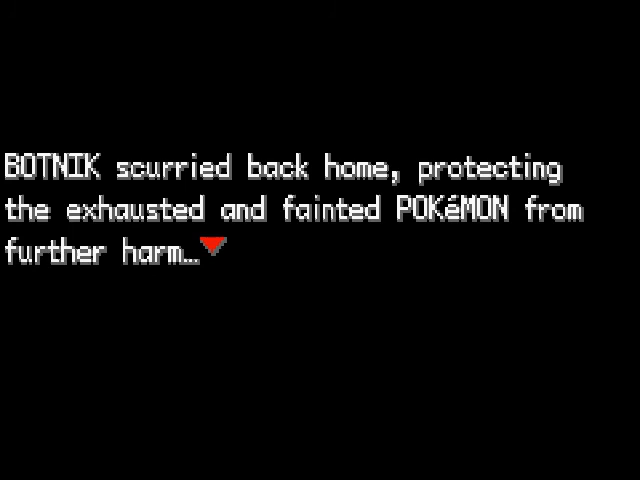 BOTNIK scurried back home, protecting
the exhausted and fainted POKéMON from
further harm…